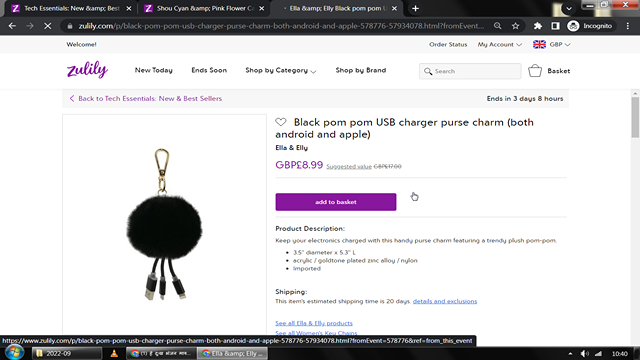 Tech Essentials: New &amp; Best
Shou Cyan &amp; Pink Flower C
Ella &amp; Elly Black pom pom u
zulily.com/p/black-pom-pom-usb-charger-purse-charm-both-android-and-apple-578776-57934078.html?fromEvent...
Incognito
Welcome!
Order Status
My Account
GBP
zulily
New Today
Ends Soon
Shop by Category
Shop by Brand
Search
Basket
Back to Tech Essentials: New & Best Sellers
Ends in 3 days 8 hours
Black pom pom USB charger purse charm (both
android and apple)
Ella & Elly
GBP£8.99 Suggested value GBP£17.00
add to basket
Product Description:
Keep your electronics charged with this handy purse charm featuring a trendy plush pom-pom.
• 3.5'' diameter x 5.3'' L
• acrylic / goldtone plated zinc alloy / nylon
• Imported
Shipping:
This item's estimated shipping time is 20 days. details and exclusions
See all Ella & Elly products
See all Women's Key Chains
https://www.zulily.com/p/black-pom-pom-usb-charger-purse-charm-both-android-and-apple-578776-57934078.html?fromEvent=578776&ref=from_this_event
2022-09
Ella &amp; Elly ...
10:40